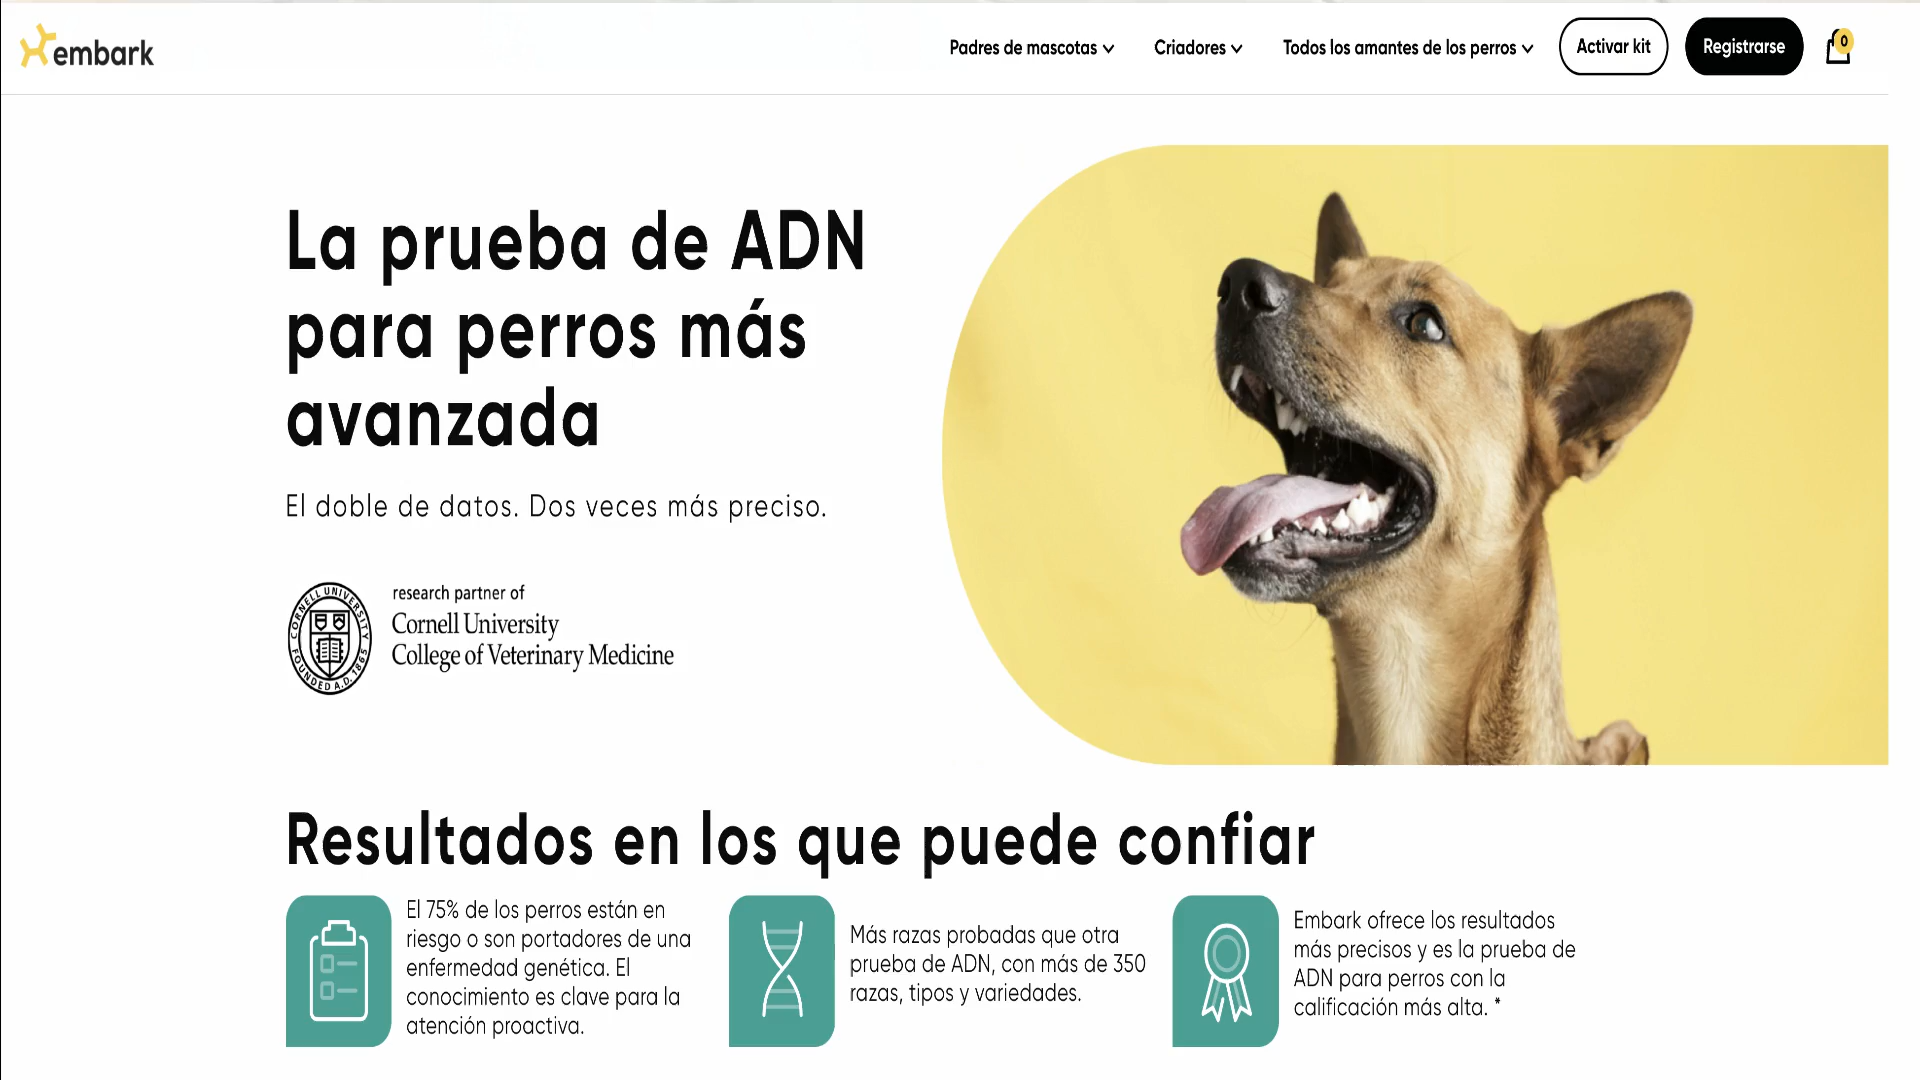 embark
Padres de mascotas
Criadores
Todos los amantes de los perros
Activar kit
Registrarse
0
La prueba de ADN
para perros más
avanzada
El doble de datos. Dos veces más preciso.
CORNELL UNIVERSITY
FOUNDED A.D. 1865
research partner of
Cornell University
College of Veterinary Medicine
Resultados en los que puede confiar
El 75% de los perros están en
riesgo o son portadores de una
enfermedad genética. El
conocimiento es clave para la
atención proactiva.
Más razas probadas que otra
prueba de ADN, con más de 350
razas, tipos y variedades.
Embark ofrece los resultados
más precisos y es la prueba de
ADN para perros con la
calificación más alta. *